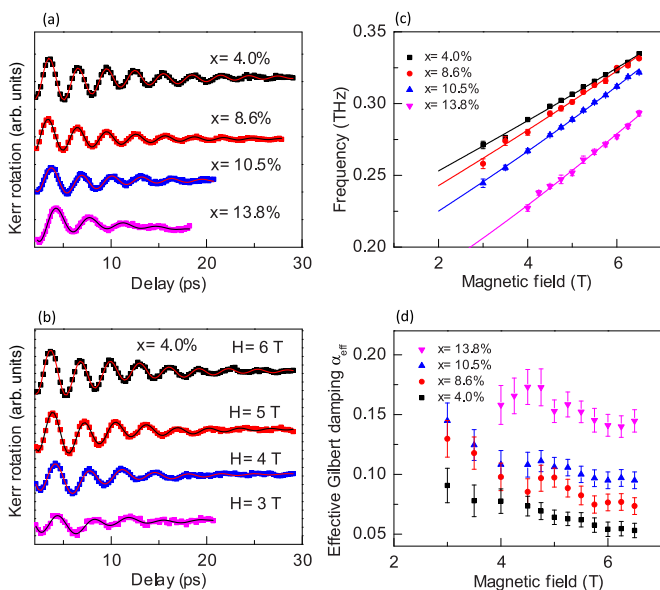 (a)
x= 4.0%
x= 8.6%
x= 10.5%
x= 13.8%
Kerr rotation (arb. units)
10 20 30
Delay (ps)
(b)
x= 4.0% H= 6 T
H= 5 T
H= 4 T
H= 3 T
Kerr rotation (arb. units)
10 20 30
Delay (ps)
(c)
x= 4.0%
x= 8.6%
x= 10.5%
x= 13.8%
0.35
0.30
0.25
0.20
Frequency (THz)
2 4 6
Magnetic field (T)
(d)
x= 13.8%
x= 10.5%
x= 8.6%
x= 4.0%
0.20
0.15
0.10
0.05
Effective Gilbert damping αeff
2 4 6
Magnetic field (T)